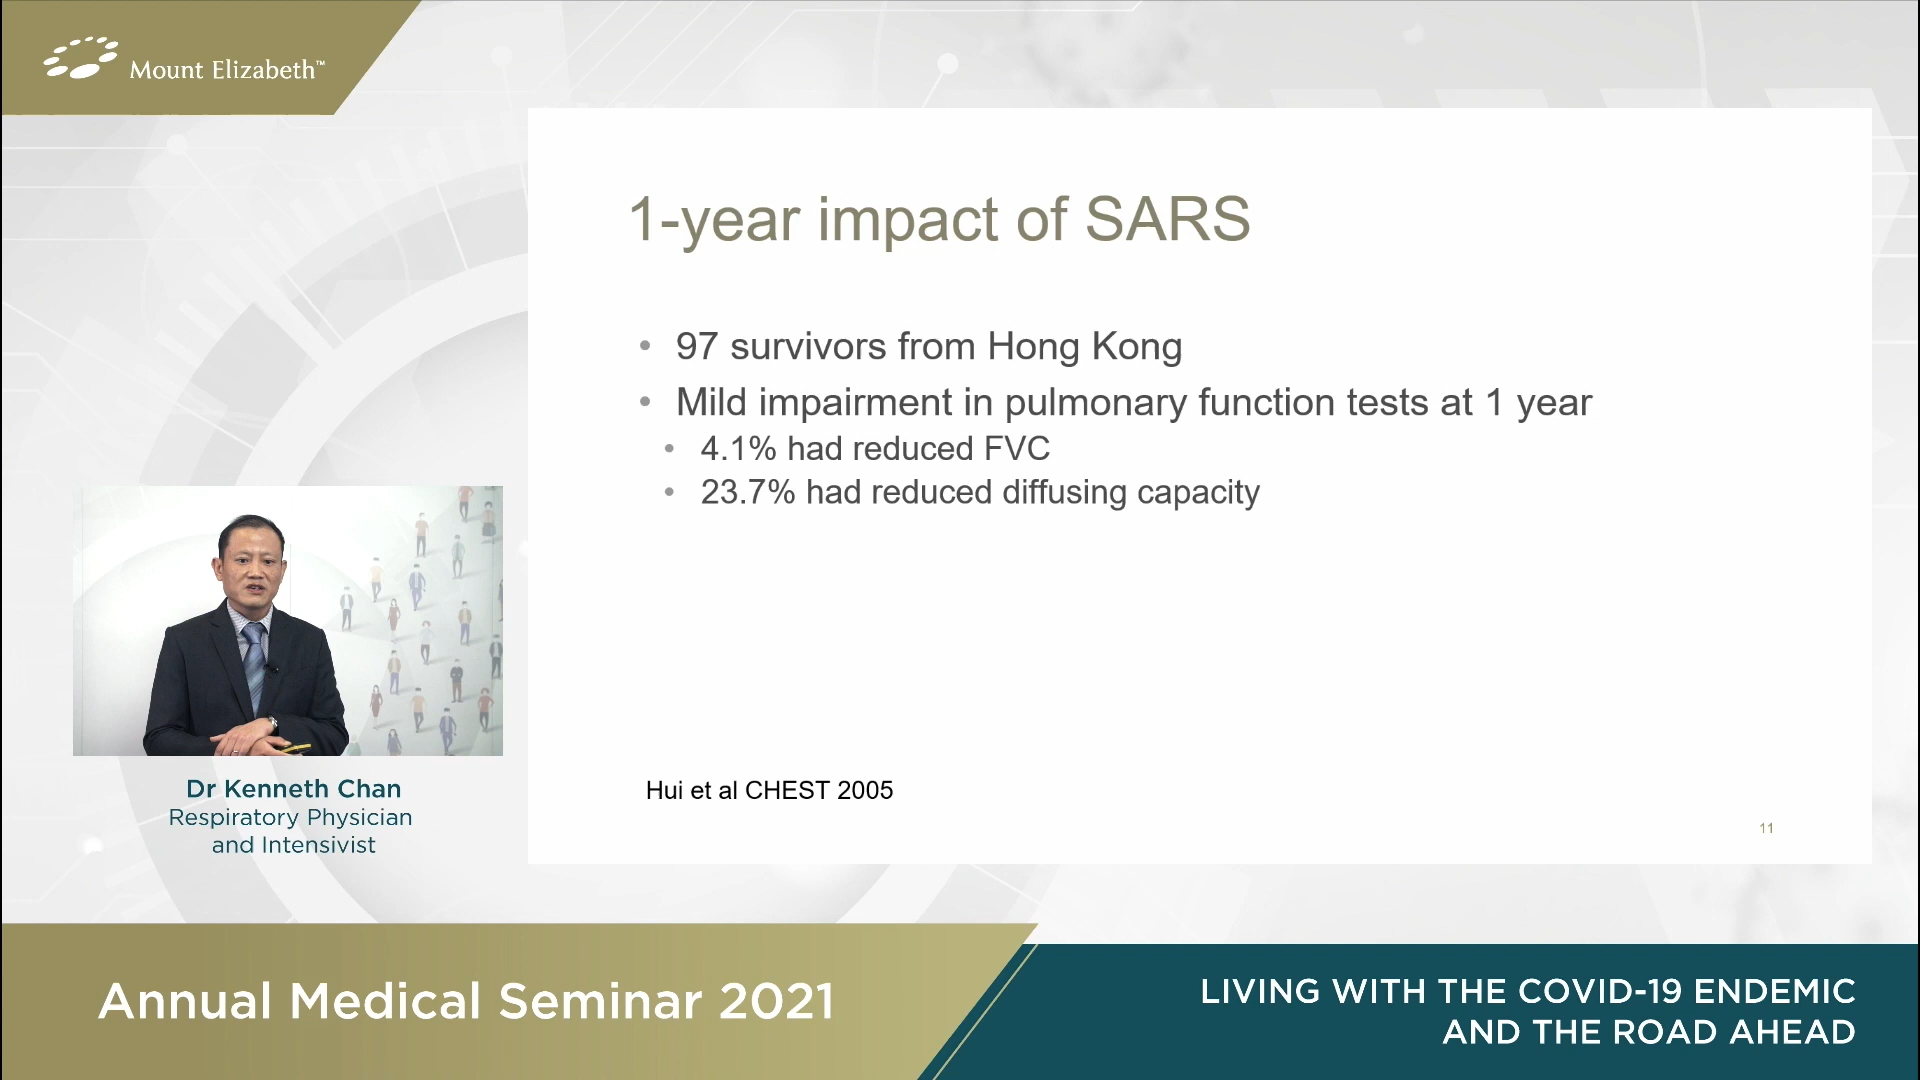 Mount Elizabeth™
1-year impact of SARS
• 97 survivors from Hong Kong
• Mild impairment in pulmonary function tests at 1 year
• 4.1% had reduced FVC
• 23.7% had reduced diffusing capacity
Hui et al CHEST 2005
11
Dr Kenneth Chan
Respiratory Physician
and Intensivist
Annual Medical Seminar 2021
LIVING WITH THE COVID-19 ENDEMIC
AND THE ROAD AHEAD